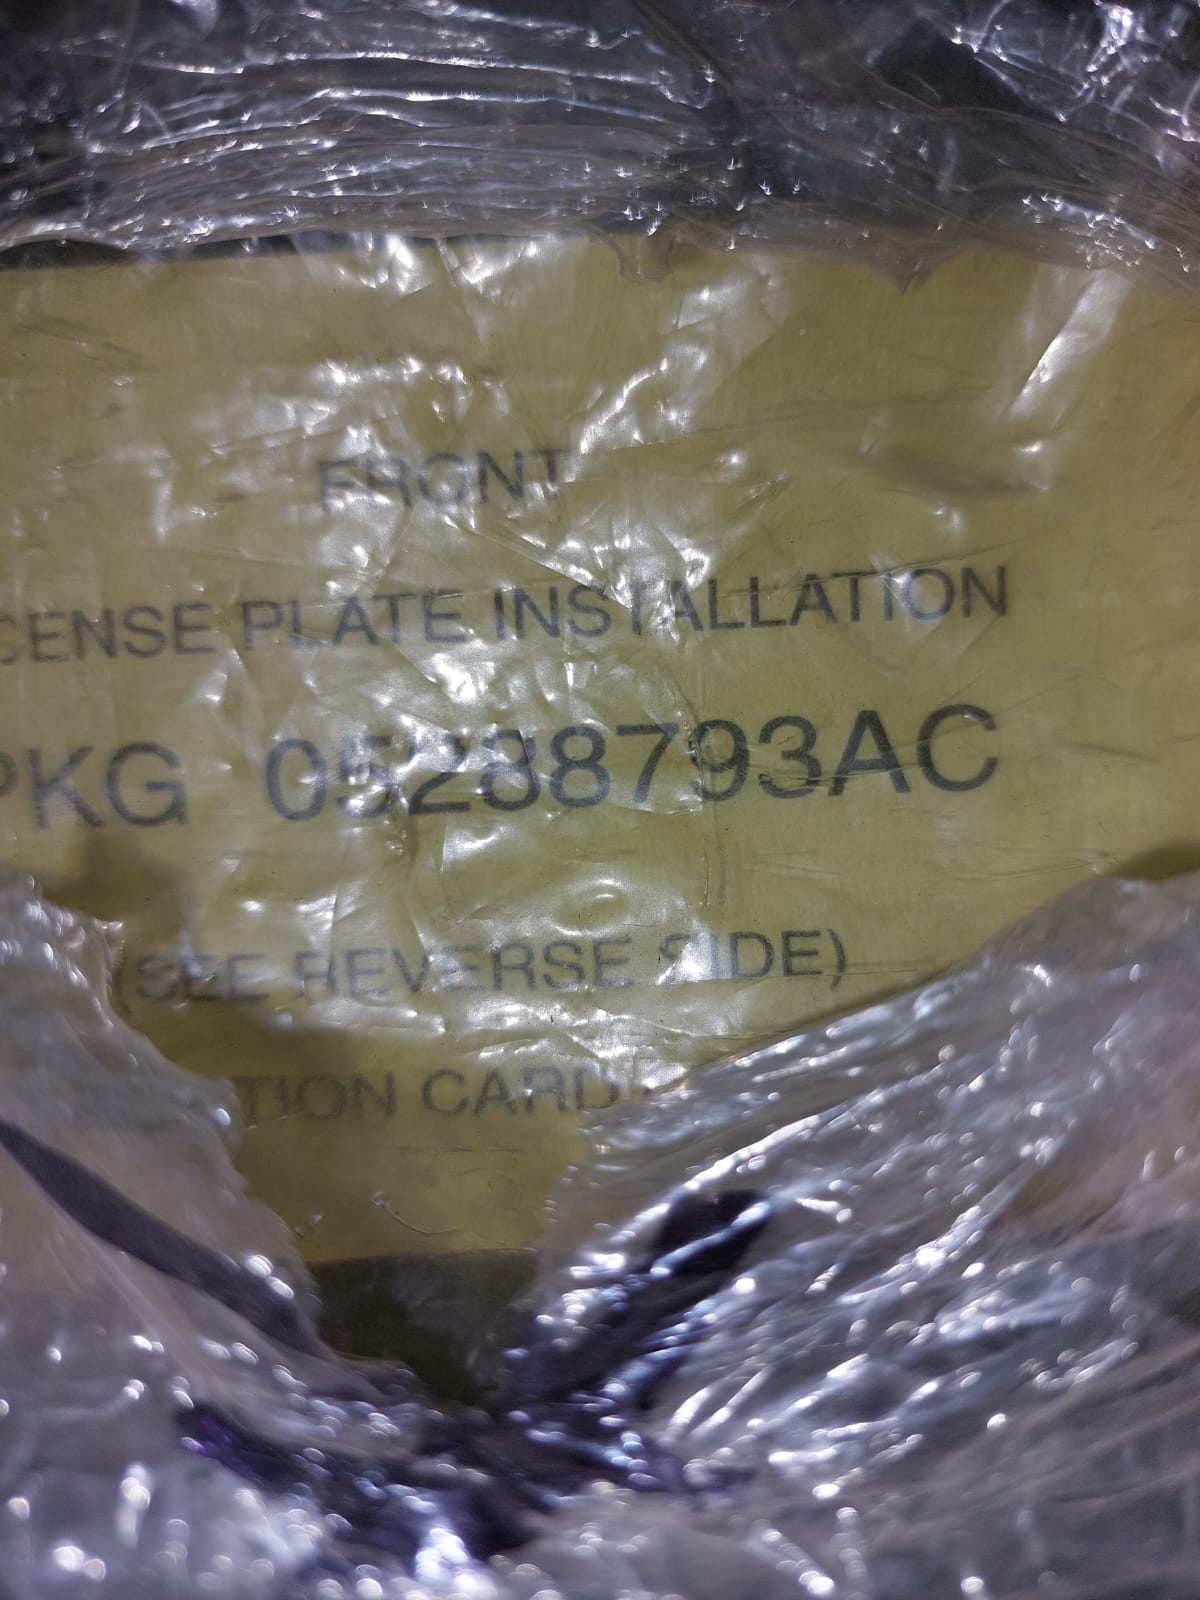 FRONT
CENSE PLATE INSTALLATION
PKG 05288793AC
(SEE REVERSE SIDE)
TION CARD